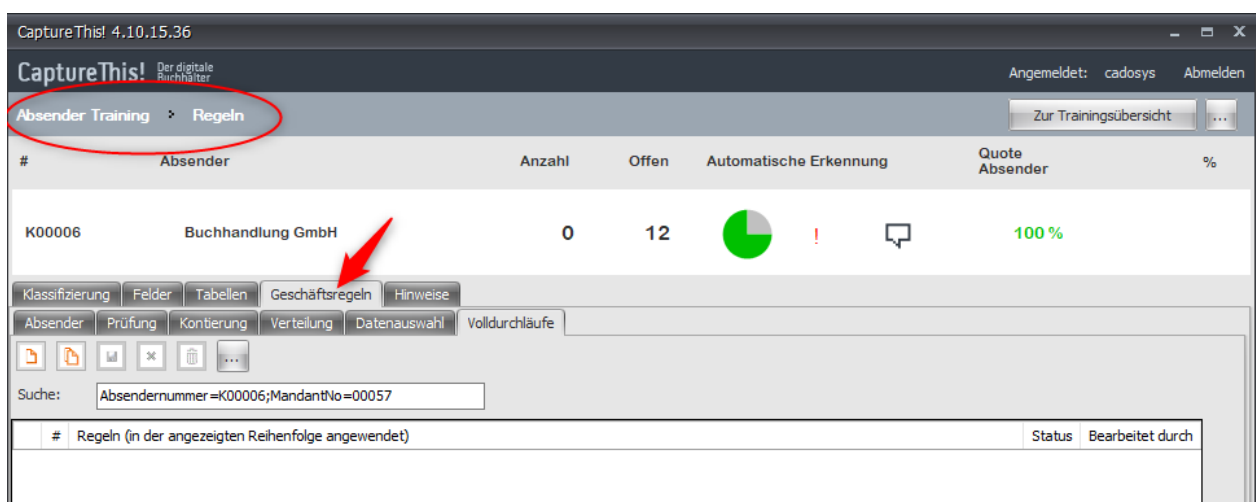 CaptureThis! 4.10.15.36
CaptureThis! Der digitale Buchhalter Angemeldet: cadosys Abmelden
Absender Training Regeln Zur Trainingsübersicht ...
# Absender Anzahl Offen Automatische Erkennung Quote Absender %
K00006 Buchhandlung GmbH 0 12 ! 100 %
Klassifizierung Felder Tabellen Geschäftsregeln Hinweise
Absender Prüfung Kontierung Verteilung Datenauswahl Volldurchläufe
...
Suche: Absendernummer=K00006;MandantNo=00057
# Regeln (in der angezeigten Reihenfolge angewendet) Status Bearbeitet durch